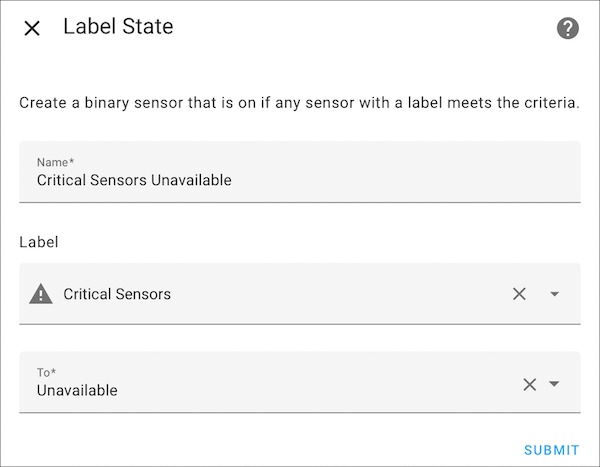 Label State
Create a binary sensor that is on if any sensor with a label meets the criteria.
Name*
Critical Sensors Unavailable
Label
Critical Sensors
To*
Unavailable
SUBMIT